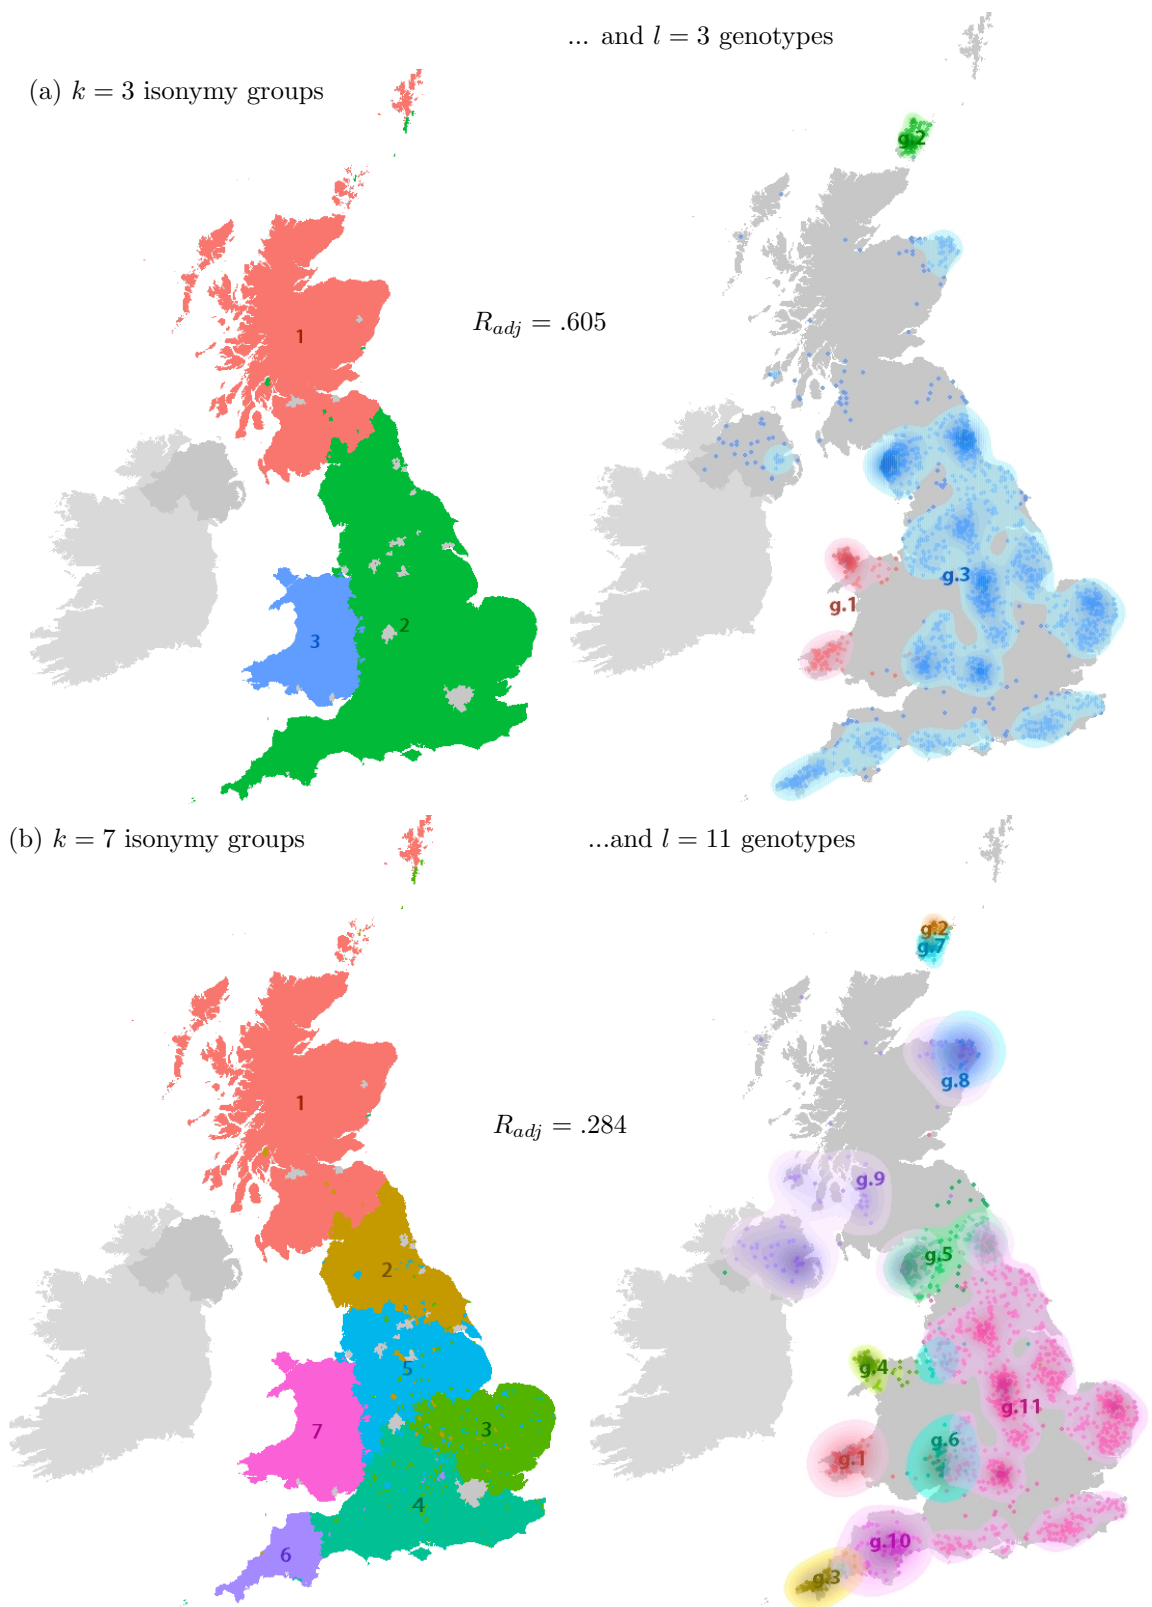 ... and l = 3 genotypes
(a) k = 3 isonymy groups
g.2
1
R_adj = .605
g.3
g.1
2
3
(b) k = 7 isonymy groups
...and l = 11 genotypes
g.2
g.7
g.8
1
R_adj = .284
g.9
g.5
2
5
g.4
g.11
3
7
g.6
g.1
4
g.10
6
g.3